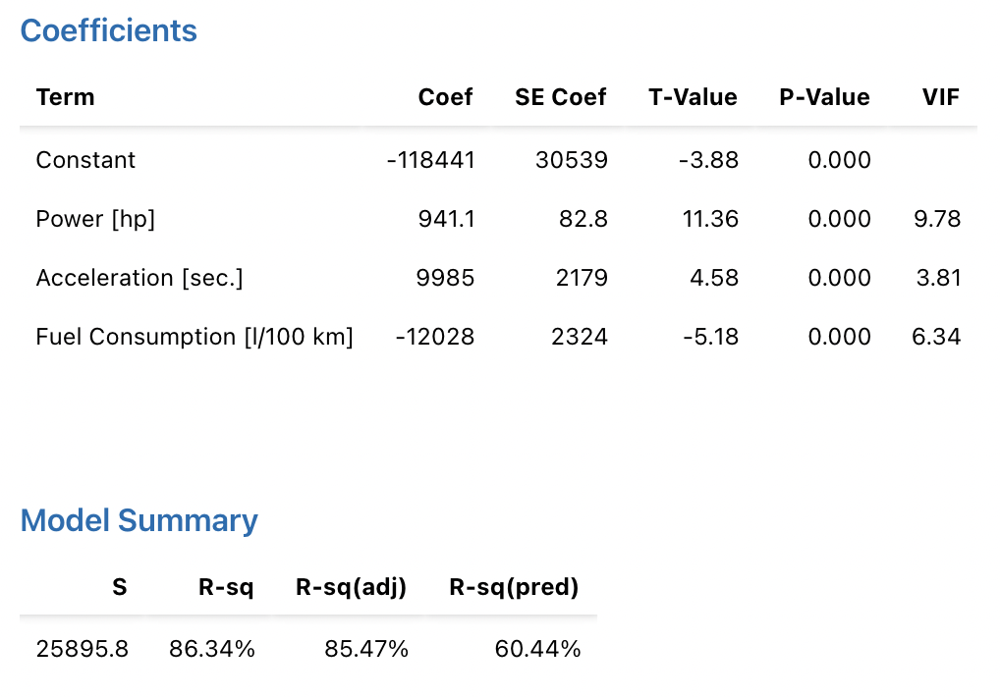 Coefficients
Term Coef SE Coef T-Value P-Value VIF
Constant -118441 30539 -3.88 0.000
Power [hp] 941.1 82.8 11.36 0.000 9.78
Acceleration [sec.] 9985 2179 4.58 0.000 3.81
Fuel Consumption [l/100 km] -12028 2324 -5.18 0.000 6.34
Model Summary
S R-sq R-sq(adj) R-sq(pred)
25895.8 86.34% 85.47% 60.44%